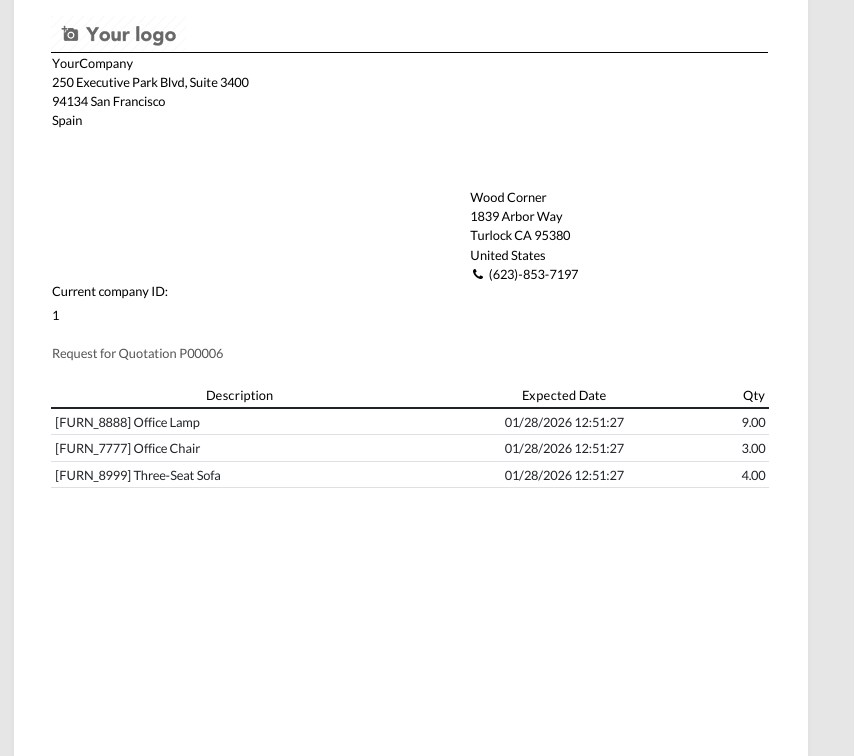 Your logo
YourCompany
250 Executive Park Blvd, Suite 3400
94134 San Francisco
Spain
Wood Corner
1839 Arbor Way
Turlock CA 95380
United States
(623)-853-7197
Current company ID:
1
Request for Quotation P00006
Description Expected Date Qty
[FURN_8888] Office Lamp 01/28/2026 12:51:27 9.00
[FURN_7777] Office Chair 01/28/2026 12:51:27 3.00
[FURN_8999] Three-Seat Sofa 01/28/2026 12:51:27 4.00